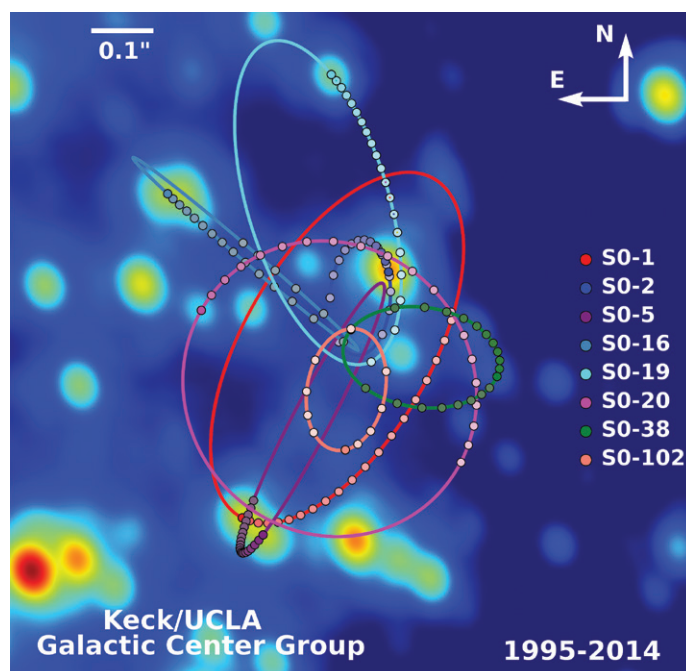 0.1"
N
E
S0-1
S0-2
S0-5
S0-16
S0-19
S0-20
S0-38
S0-102
Keck/UCLA
Galactic Center Group
1995-2014